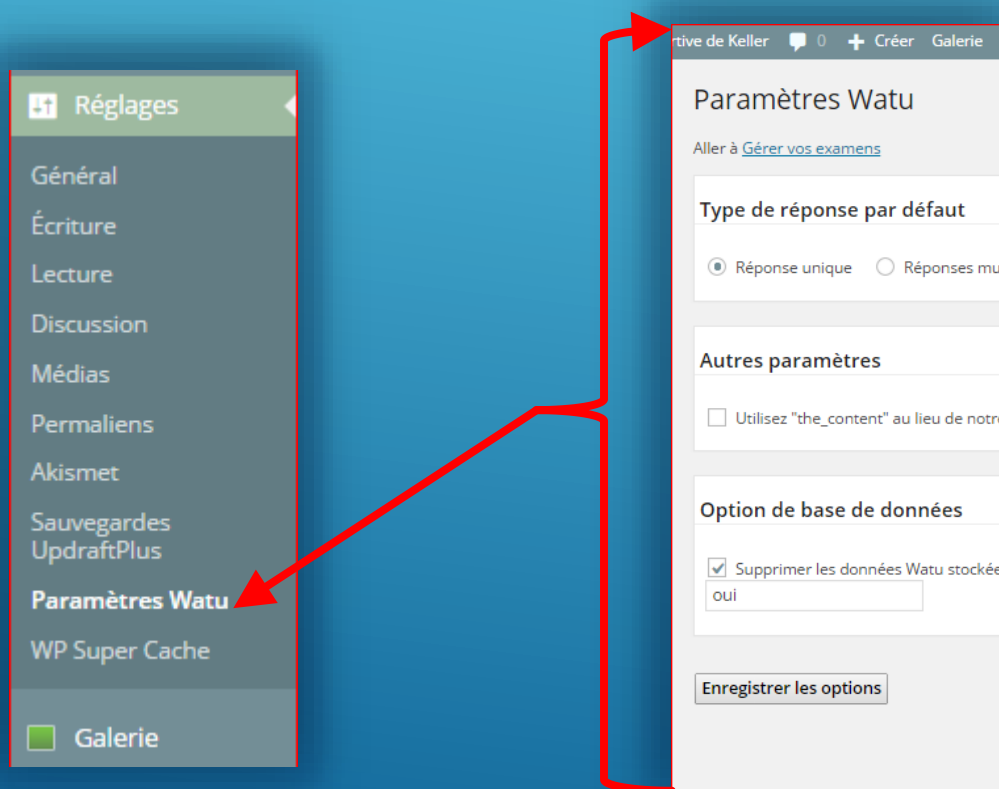 Réglages
Général
Écriture
Lecture
Discussion
Médias
Permaliens
Akismet
Sauvegardes
UpdraftPlus
Paramètres Watu
WP Super Cache
Galerie
rtive de Keller 0 Créer Galerie
Paramètres Watu
Aller à Gérer vos examens
Type de réponse par défaut
Réponse unique Réponses mu
Autres paramètres
Utilisez "the_content" au lieu de notre
Option de base de données
Supprimer les données Watu stockée
oui
Enregistrer les options